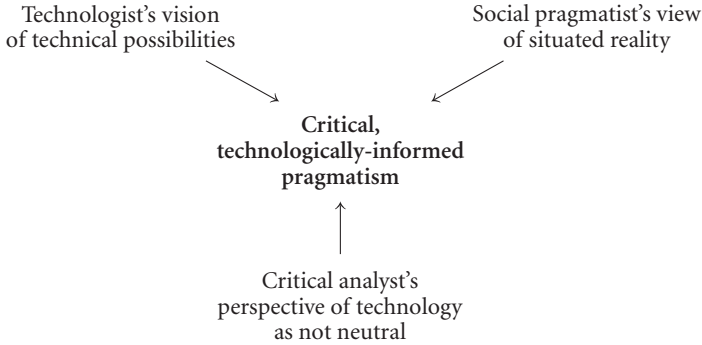 Technologist's vision
of technical possibilities
Social pragmatist's view
of situated reality
Critical,
technologically-informed
pragmatism
Critical analyst's
perspective of technology
as not neutral